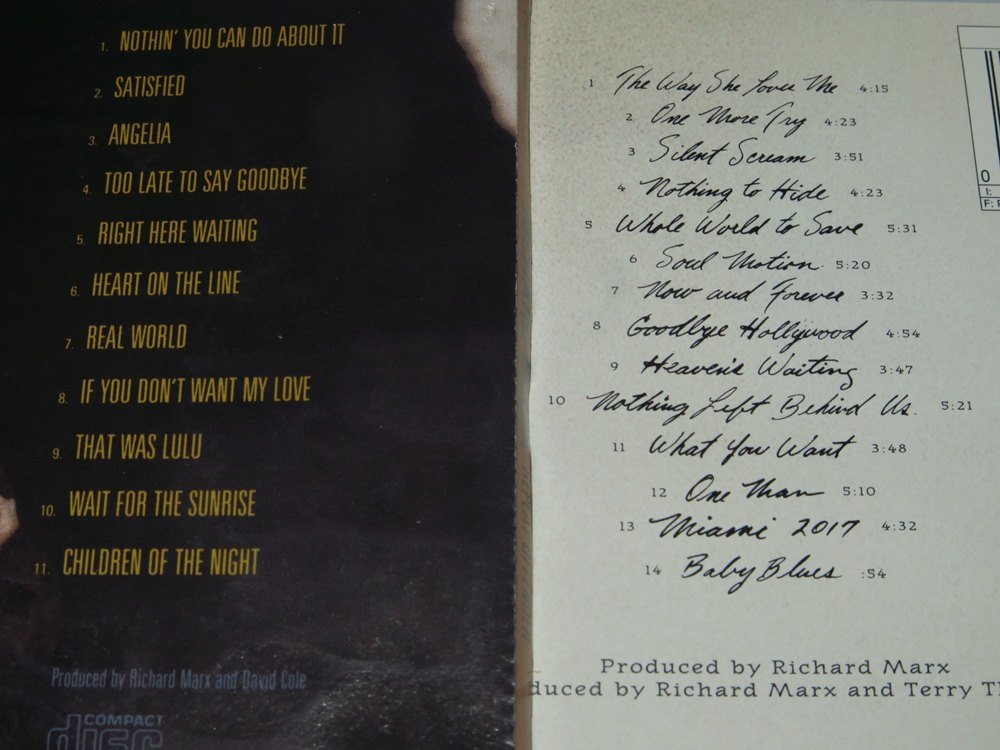 1. NOTHIN' YOU CAN DO ABOUT IT
2. SATISFIED
3. ANGELIA
4. TOO LATE TO SAY GOODBYE
5. RIGHT HERE WAITING
6. HEART ON THE LINE
7. REAL WORLD
8. IF YOU DON'T WANT MY LOVE
9. THAT WAS LULU
10. WAIT FOR THE SUNRISE
11. CHILDREN OF THE NIGHT
Produced by Richard Marx and David Cole
COMPACT
disc
1 The Way She Loves Me 4:15
2 One More Try 4:23
3 Silent Scream 3:51
4 Nothing to Hide 4:23
5 Whole World to Save 5:31
6 Soul Motion 5:20
7 Now and Forever 3:32
8 Goodbye Hollywood 4:54
9 Heaven's Waiting 3:47
10 Nothing Left Behind Us. 5:21
11 What You Want 3:48
12 One Man 5:10
13 Miami 2017 4:32
14 Baby Blues :54
Produced by Richard Marx
duced by Richard Marx and Terry T
0
I:
F: